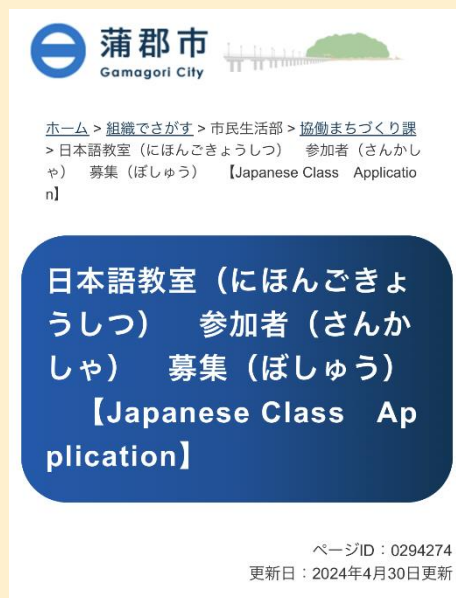 蒲郡市
Gamagori City
ホーム > 組織でさがす > 市民生活部 > 協働まちづくり課
> 日本語教室（にほんごきょうしつ）　参加者（さんかし
ゃ）　募集（ぼしゅう）　【Japanese Class　Applicatio
n】
日本語教室（にほんごきょ
うしつ）　参加者（さんか
しゃ）　募集（ぼしゅう）
【Japanese Class　Ap
plication】
ページID：0294274
更新日：2024年4月30日更新